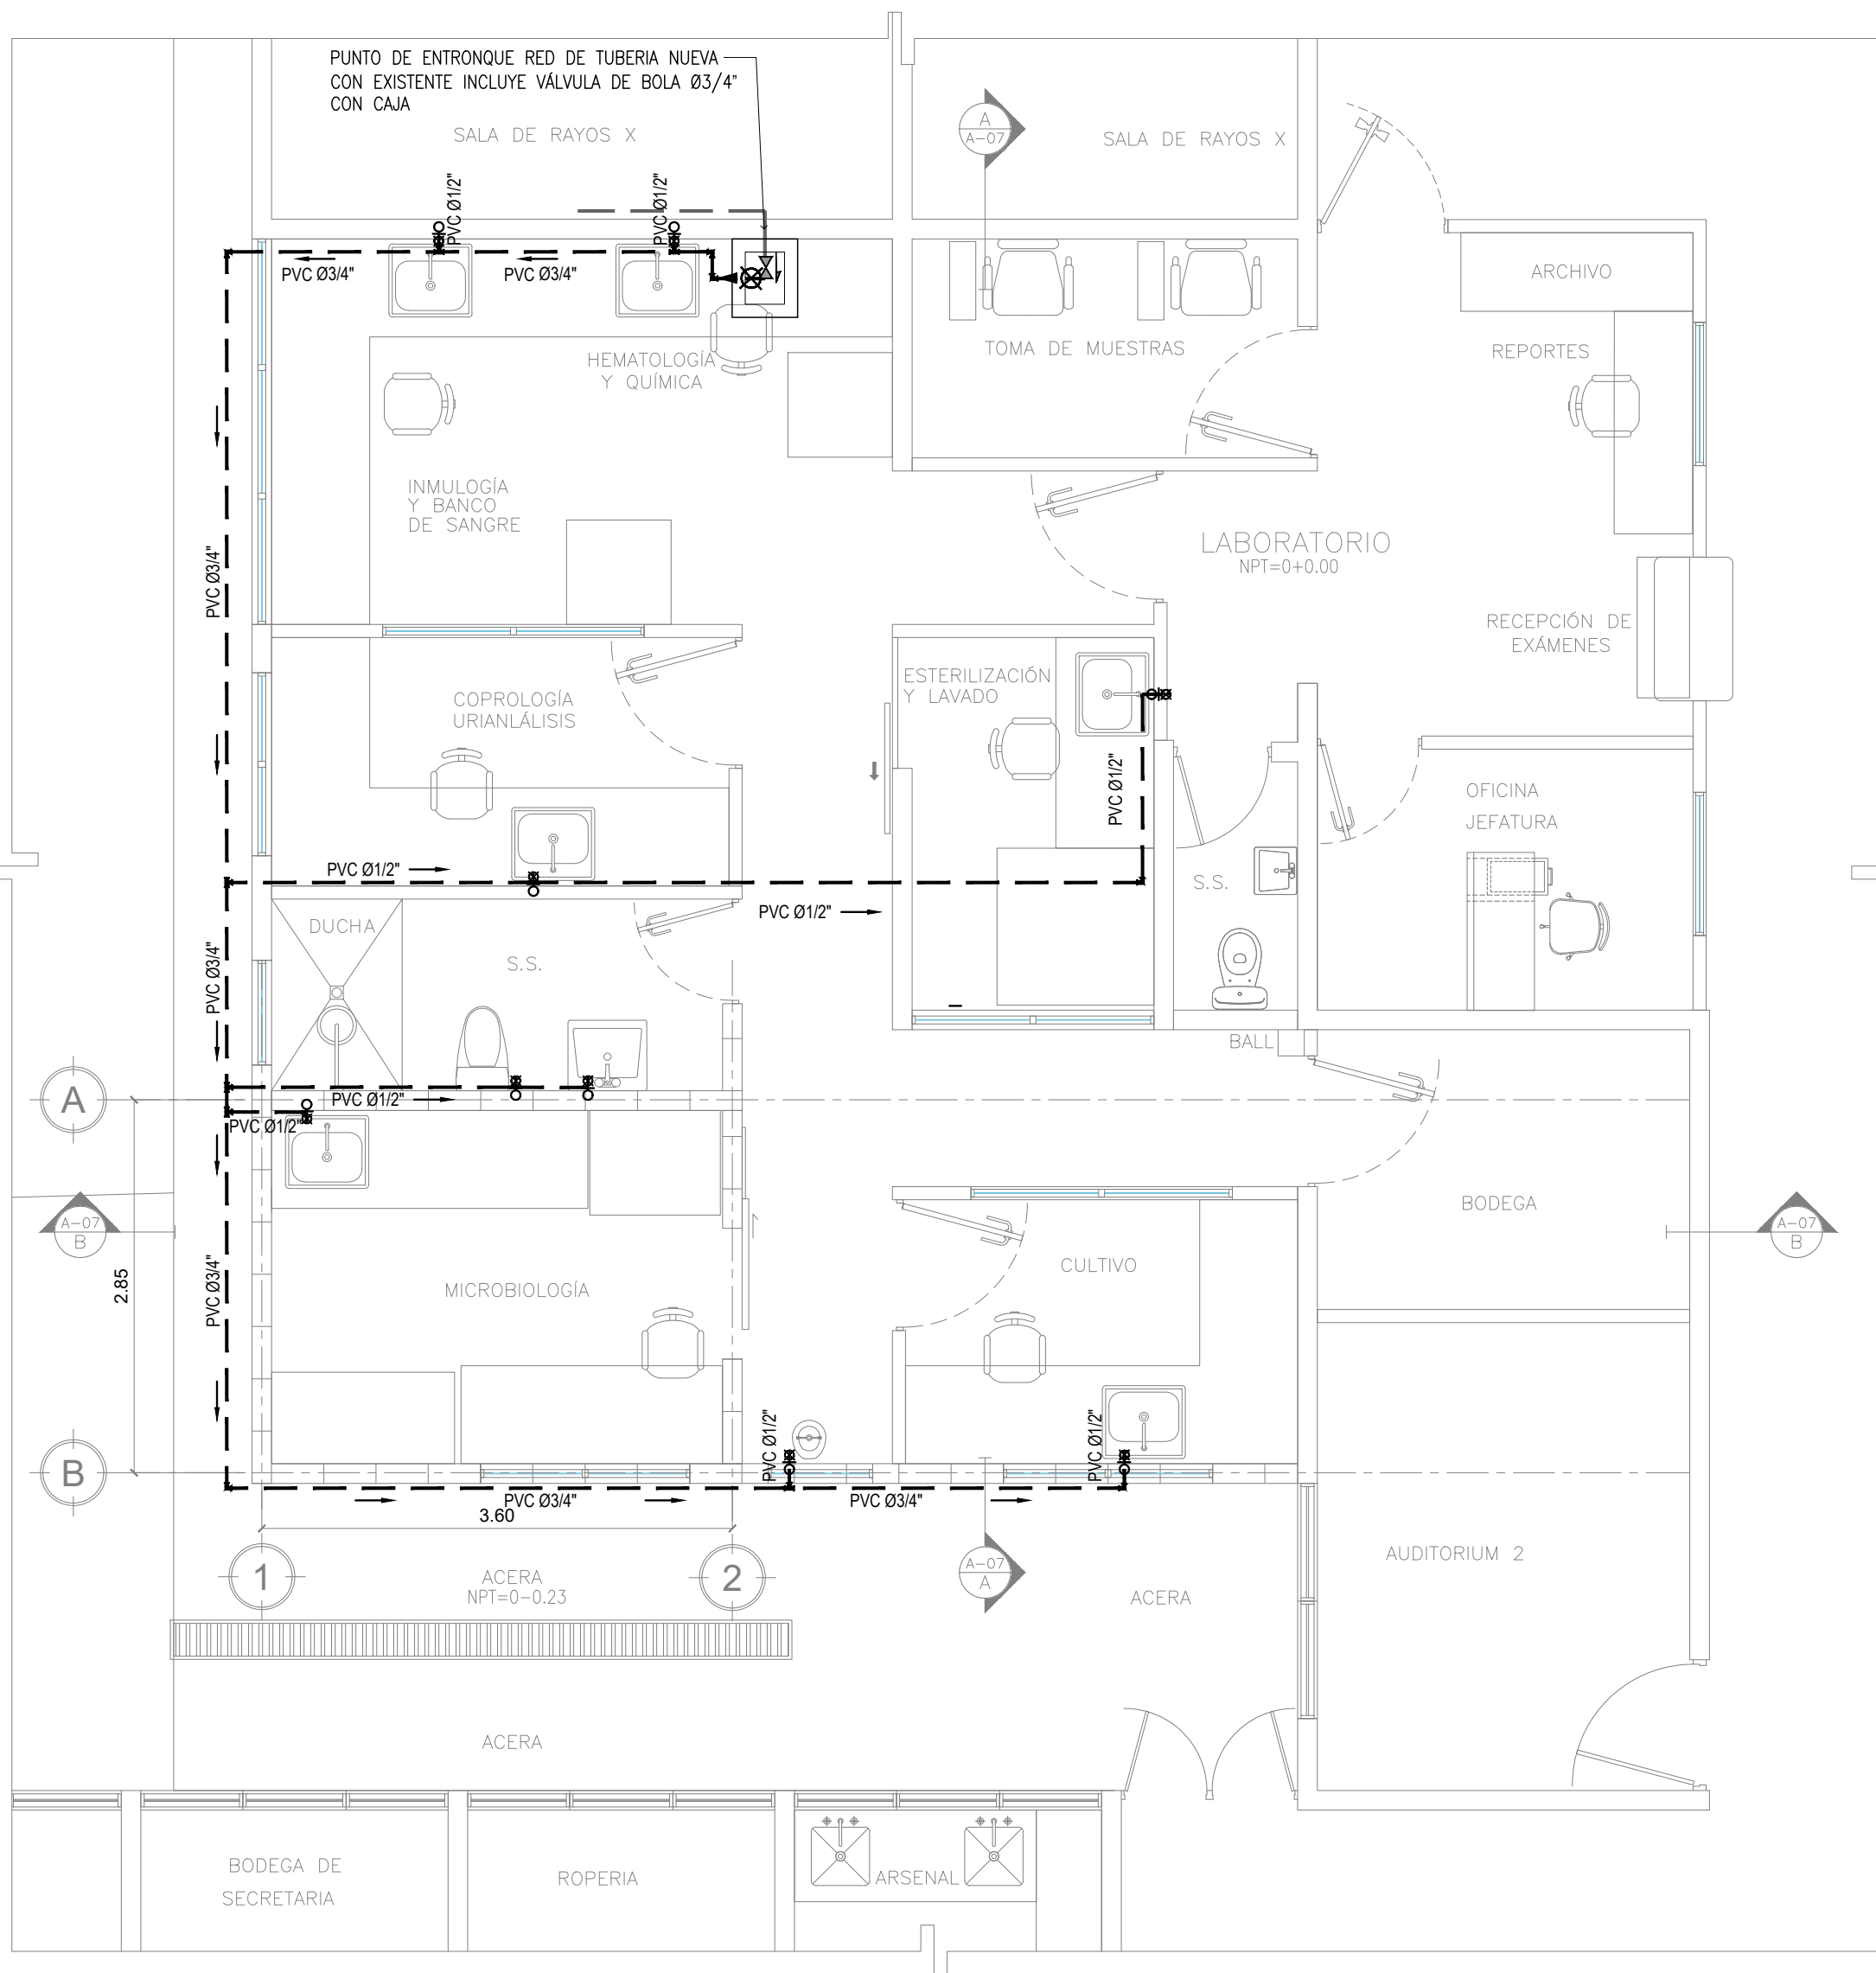 PUNTO DE ENTRONQUE RED DE TUBERIA NUEVA
CON EXISTENTE INCLUYE VÁLVULA DE BOLA Ø3/4"
CON CAJA
SALA DE RAYOS X
A
A-07
SALA DE RAYOS X
PVC Ø1/2"
PVC Ø1/2"
PVC Ø3/4"
PVC Ø3/4"
ARCHIVO
HEMATOLOGÍA
Y QUÍMICA
TOMA DE MUESTRAS
REPORTES
INMULOGÍA
Y BANCO
DE SANGRE
LABORATORIO
NPT=0+0.00
PVC Ø3/4"
RECEPCIÓN DE
EXÁMENES
COPROLOGÍA
URIANLÁLISIS
ESTERILIZACIÓN
Y LAVADO
PVC Ø1/2"
OFICINA
JEFATURA
PVC Ø1/2"
S.S.
PVC Ø1/2"
DUCHA
S.S.
PVC Ø3/4"
BALL
A
PVC Ø1/2"
PVC Ø1/2"
A-07
B
BODEGA
A-07
B
2.85
PVC Ø3/4"
MICROBIOLOGÍA
CULTIVO
PVC Ø1/2"
PVC Ø1/2"
B
PVC Ø3/4"
PVC Ø3/4"
3.60
1
ACERA
NPT=0-0.23
2
A-07
A
ACERA
AUDITORIUM 2
ACERA
BODEGA DE
SECRETARIA
ROPERIA
ARSENAL